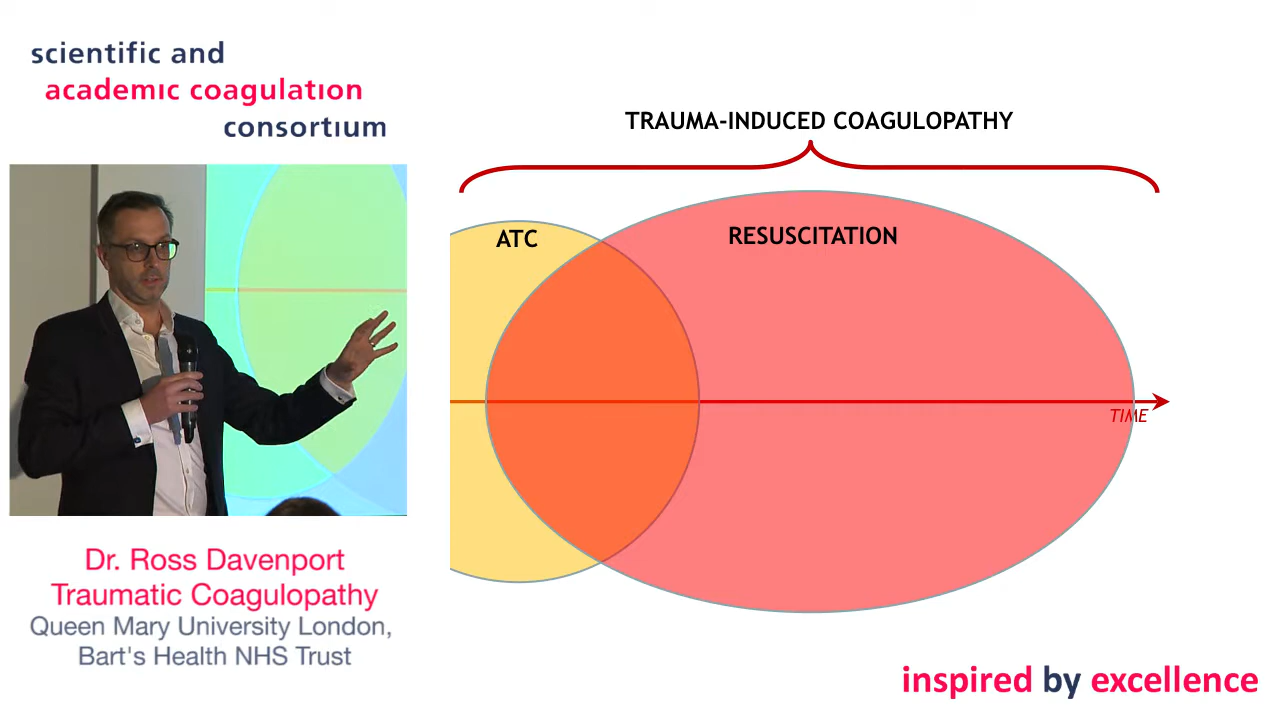 scientific and
academic coagulation
consortium
TRAUMA-INDUCED COAGULOPATHY
ATC
RESUSCITATION
TIME
Dr. Ross Davenport
Traumatic Coagulopathy
Queen Mary University London,
Bart's Health NHS Trust
inspired by excellence